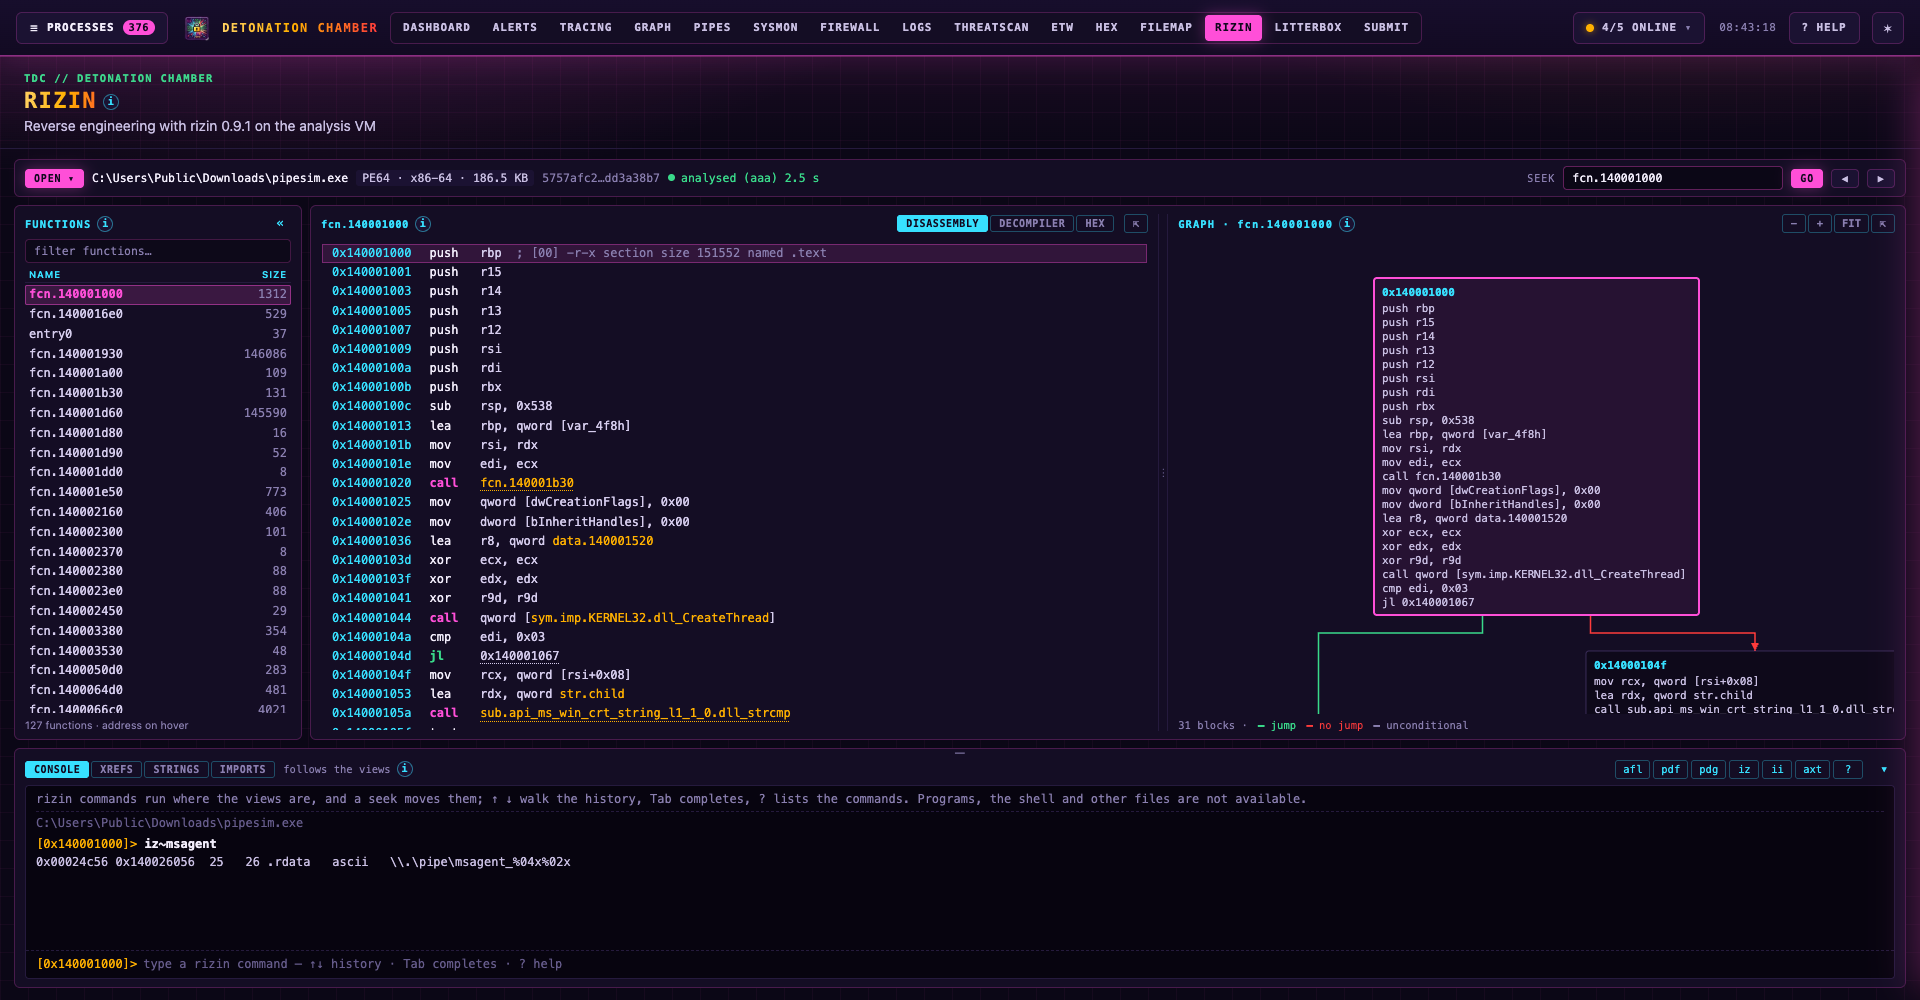 ≡ PROCESSES 376
DETONATION CHAMBER
DASHBOARD ALERTS TRACING GRAPH PIPES SYSMON FIREWALL LOGS THREATSCAN ETW HEX FILEMAP RIZIN LITTERBOX SUBMIT
4/5 ONLINE ▾
08:43:18
? HELP
TDC // DETONATION CHAMBER
RIZIN i
Reverse engineering with rizin 0.9.1 on the analysis VM
OPEN ▾ C:\Users\Public\Downloads\pipesim.exe PE64 · x86-64 · 186.5 KB 5757afc2…dd3a38b7 ● analysed (aaa) 2.5 s
SEEK fcn.140001000 GO ◀ ▶
FUNCTIONS i «
filter functions…
NAME SIZE
fcn.140001000 1312
fcn.1400016e0 529
entry0 37
fcn.140001930 146086
fcn.140001a00 109
fcn.140001b30 131
fcn.140001d60 145590
fcn.140001d80 16
fcn.140001d90 52
fcn.140001dd0 8
fcn.140001e50 773
fcn.140002160 406
fcn.140002300 101
fcn.140002370 8
fcn.140002380 88
fcn.1400023e0 88
fcn.140002450 29
fcn.140003380 354
fcn.140003530 48
fcn.1400050d0 283
fcn.1400064d0 481
fcn.1400066c0 4021
127 functions · address on hover
fcn.140001000 i DISASSEMBLY DECOMPILER HEX ⇱
0x140001000 push rbp ; [00] -r-x section size 151552 named .text
0x140001001 push r15
0x140001003 push r14
0x140001005 push r13
0x140001007 push r12
0x140001009 push rsi
0x14000100a push rdi
0x14000100b push rbx
0x14000100c sub rsp, 0x538
0x140001013 lea rbp, qword [var_4f8h]
0x14000101b mov rsi, rdx
0x14000101e mov edi, ecx
0x140001020 call fcn.140001b30
0x140001025 mov qword [dwCreationFlags], 0x00
0x14000102e mov dword [bInheritHandles], 0x00
0x140001036 lea r8, qword data.140001520
0x14000103d xor ecx, ecx
0x14000103f xor edx, edx
0x140001041 xor r9d, r9d
0x140001044 call qword [sym.imp.KERNEL32.dll_CreateThread]
0x14000104a cmp edi, 0x03
0x14000104d jl 0x140001067
0x14000104f mov rcx, qword [rsi+0x08]
0x140001053 lea rdx, qword str.child
0x14000105a call sub.api_ms_win_crt_string_l1_1_0.dll_strcmp
GRAPH · fcn.140001000 i − + FIT ⇱
0x140001000
push rbp
push r15
push r14
push r13
push r12
push rsi
push rdi
push rbx
sub rsp, 0x538
lea rbp, qword [var_4f8h]
mov rsi, rdx
mov edi, ecx
call fcn.140001b30
mov qword [dwCreationFlags], 0x00
mov dword [bInheritHandles], 0x00
lea r8, qword data.140001520
xor ecx, ecx
xor edx, edx
xor r9d, r9d
call qword [sym.imp.KERNEL32.dll_CreateThread]
cmp edi, 0x03
jl 0x140001067
0x14000104f
mov rcx, qword [rsi+0x08]
lea rdx, qword str.child
call sub.api_ms_win_crt_string_l1_1_0.dll_strc
31 blocks · — jump — no jump — unconditional
CONSOLE XREFS STRINGS IMPORTS follows the views i
afl pdf pdg iz ii axt ? ▾
rizin commands run where the views are, and a seek moves them; ↑ ↓ walk the history, Tab completes, ? lists the commands. Programs, the shell and other files are not available.
C:\Users\Public\Downloads\pipesim.exe
[0x140001000]> iz~msagent
0x00024c56 0x140026056 25 26 .rdata ascii \\.\pipe\msagent_%04x%02x
[0x140001000]> type a rizin command — ↑↓ history · Tab completes · ? help